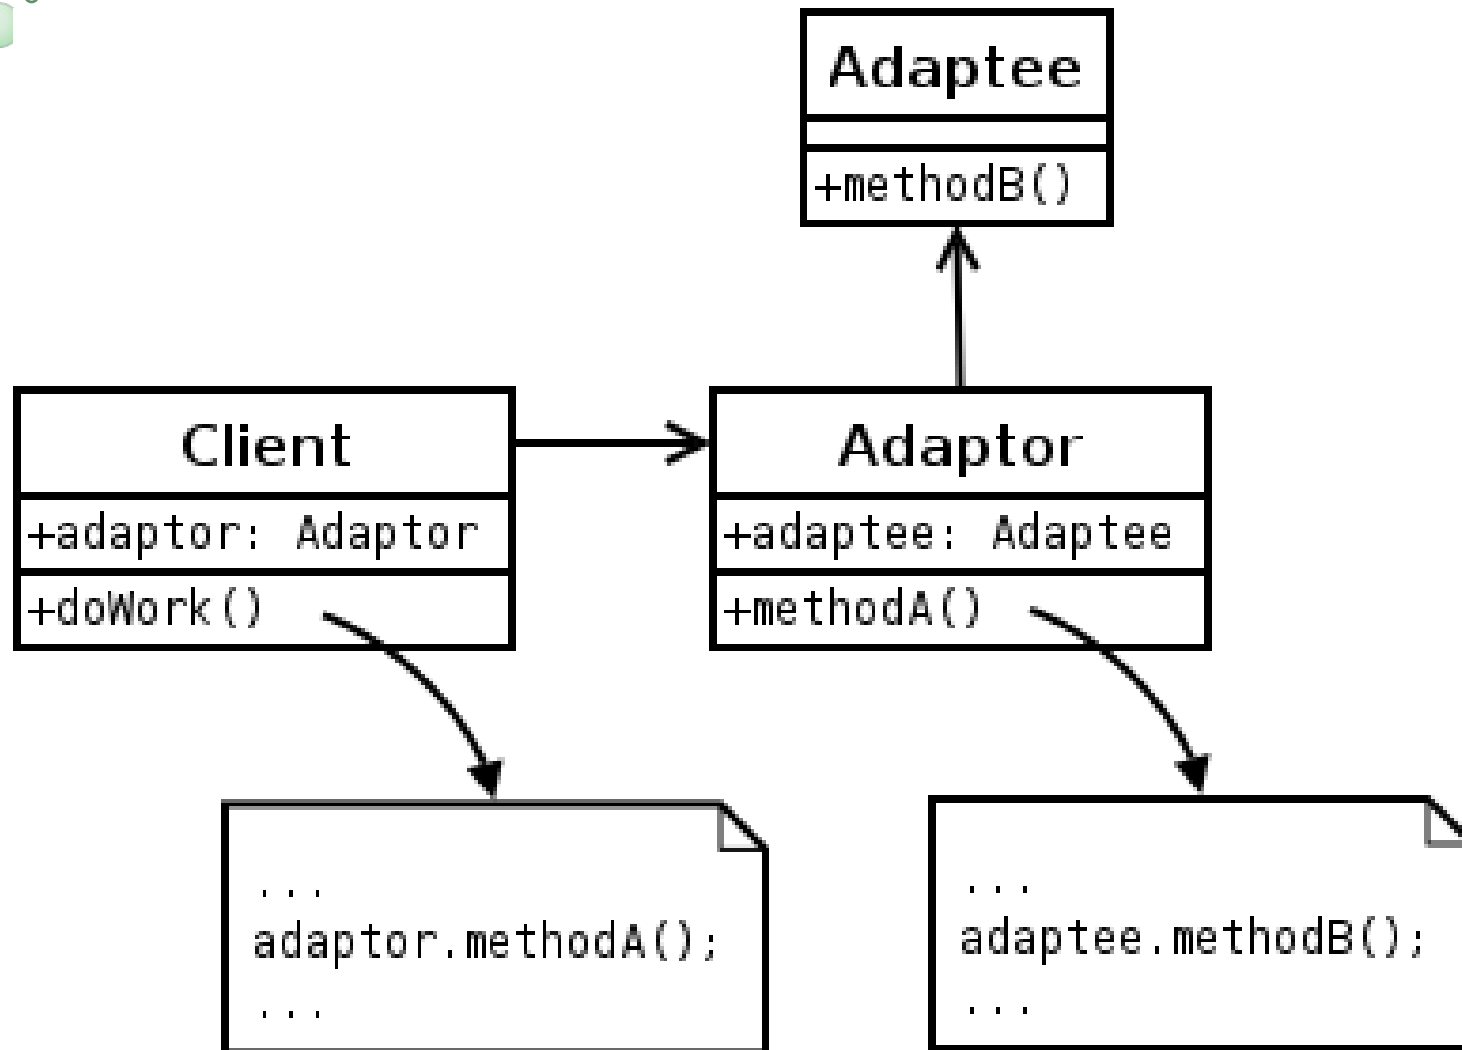 Adaptee
+methodB()
Client
+adaptor: Adaptor
+doWork()
Adaptor
+adaptee: Adaptee
+methodA()
...
adaptor.methodA();
...
...
adaptee.methodB();
...